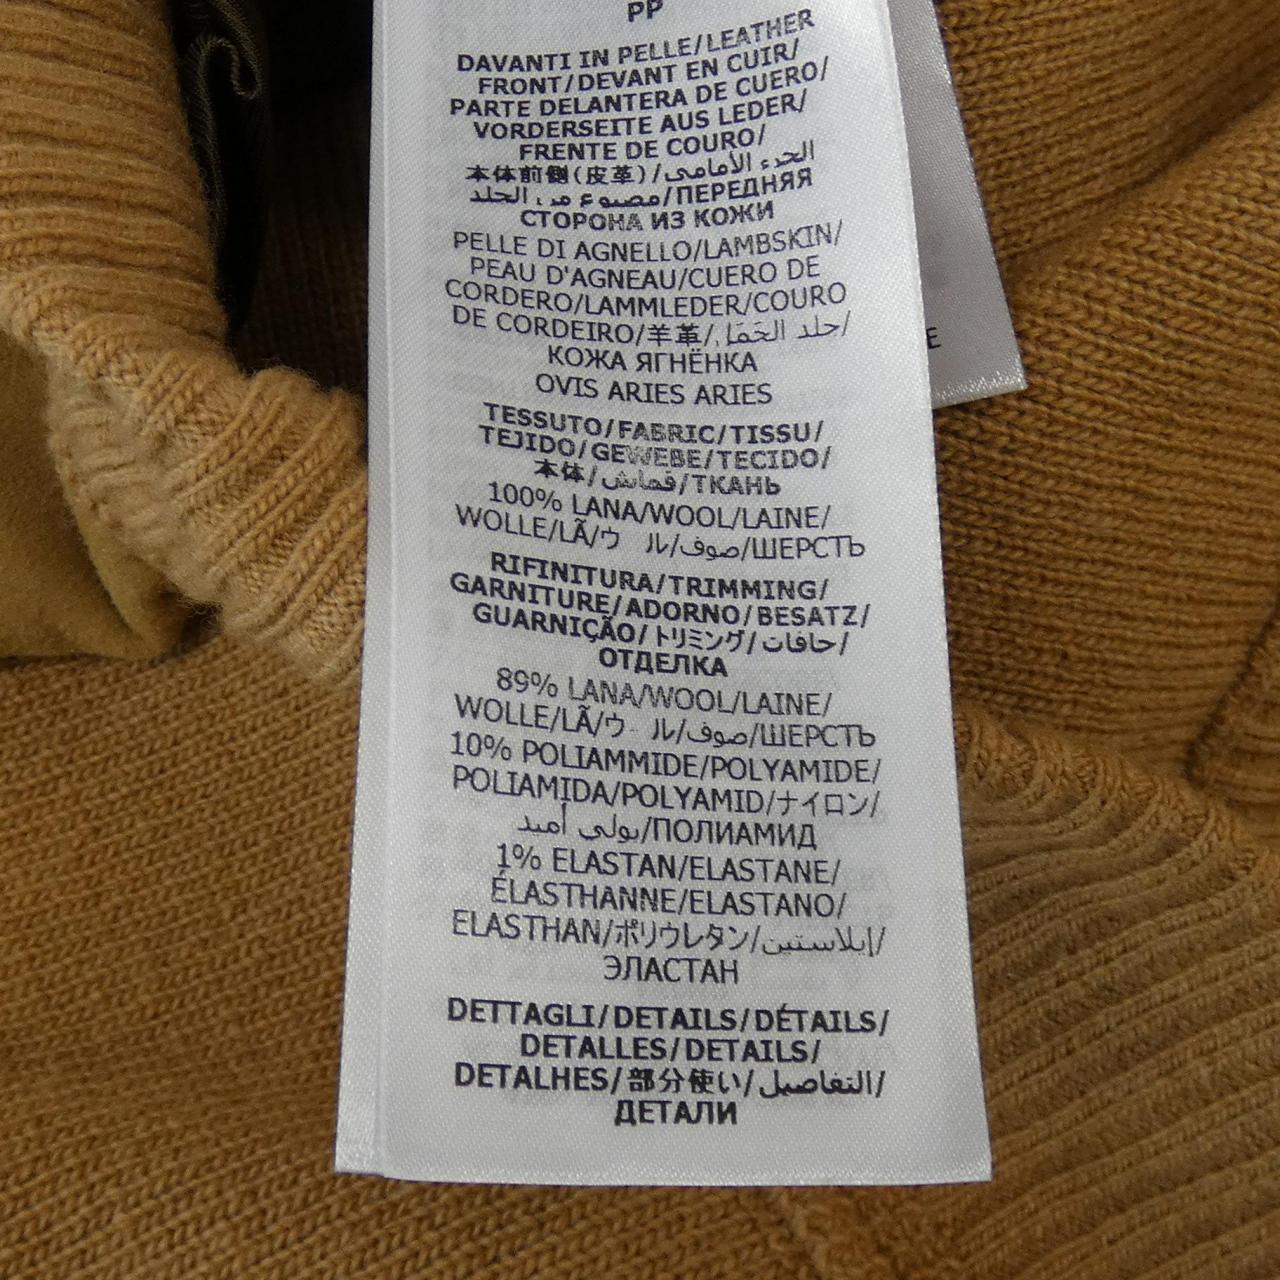 PP
DAVANTI IN PELLE/LEATHER
FRONT/DEVANT EN CUIR/
PARTE DELANTERA DE CUERO/
VORDERSEITE AUS LEDER/
FRENTE DE COURO/
本体前側(皮革)/الجزء الأمامي
مصنوع من الجلد/ПЕРЕДНЯЯ
СТОРОНА ИЗ КОЖИ
PELLE DI AGNELLO/LAMBSKIN/
PEAU D'AGNEAU/CUERO DE
CORDERO/LAMMLEDER/COURO
DE CORDEIRO/羊革/جلد الحَمَل/
КОЖА ЯГНЁНКА
OVIS ARIES ARIES
TESSUTO/FABRIC/TISSU/
TEJIDO/GEWEBE/TECIDO/
本体/قماش/ТКАНЬ
100% LANA/WOOL/LAINE/
WOLLE/LÃ/ウ ル/صوف/ШЕРСТЬ
RIFINITURA/TRIMMING/
GARNITURE/ADORNO/BESATZ/
GUARNIÇÃO/トリミング/حافات/
ОТДЕЛКА
89% LANA/WOOL/LAINE/
WOLLE/LÃ/ウ ル/صوف/ШЕРСТЬ
10% POLIAMMIDE/POLYAMIDE/
POLIAMIDA/POLYAMID/ナイロン/
بولي أميد/ПОЛИАМИД
1% ELASTAN/ELASTANE/
ÉLASTHANNE/ELASTANO/
ELASTHAN/ポリウレタン/إيلاستين/
ЭЛАСТАН
DETTAGLI/DETAILS/DÉTAILS/
DETALLES/DETAILS/
DETALHES/部分使い/التفاصيل/
ДЕТАЛИ
E